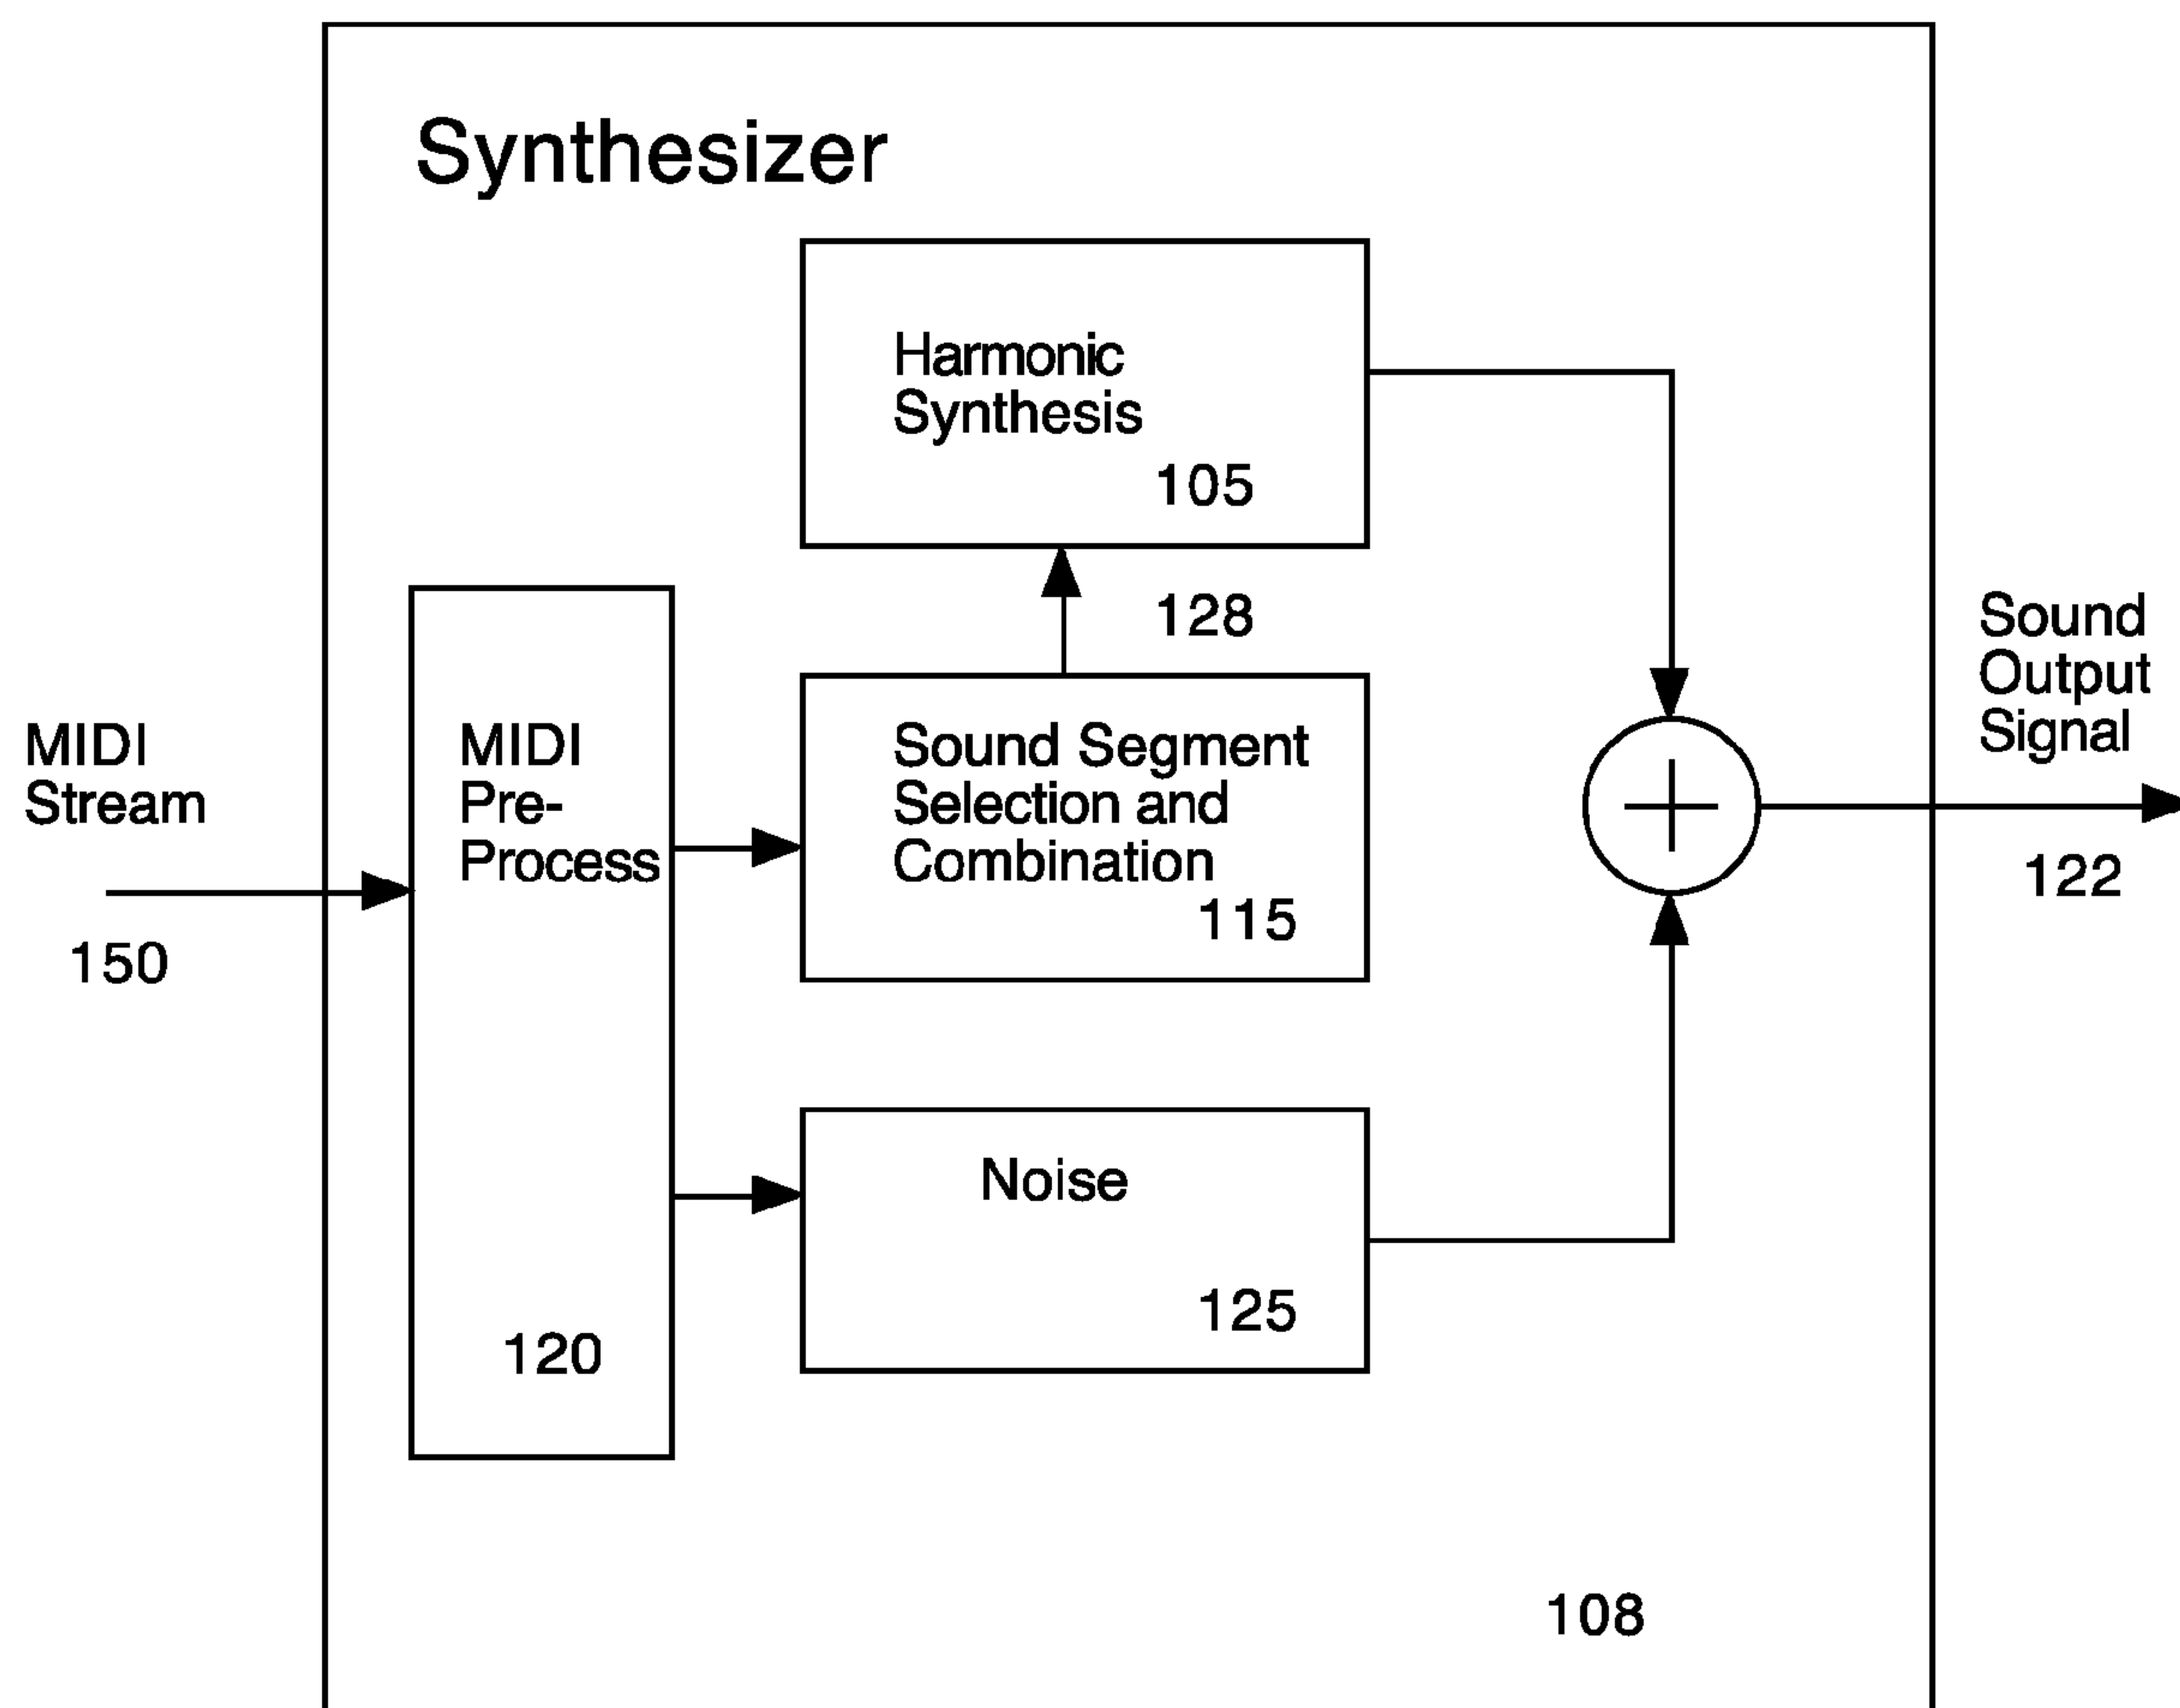 Synthesizer
Harmonic
Synthesis
105
128
MIDI
Stream
150
MIDI
Pre-
Process
120
Sound Segment
Selection and
Combination
115
Noise
125
Sound
Output
Signal
122
108